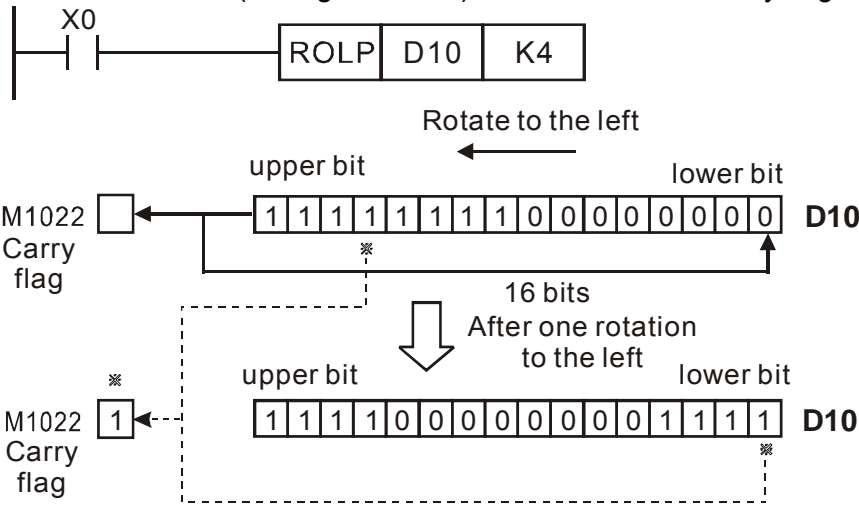 X0
ROLP D10 K4
Rotate to the left
upper bit lower bit
M1022 1 1 1 1 1 1 1 1 0 0 0 0 0 0 0 0 D10
Carry
flag
※
16 bits
After one rotation
to the left
※
upper bit lower bit
M1022 1 1 1 1 1 0 0 0 0 0 0 0 0 1 1 1 1 D10
Carry
flag
※